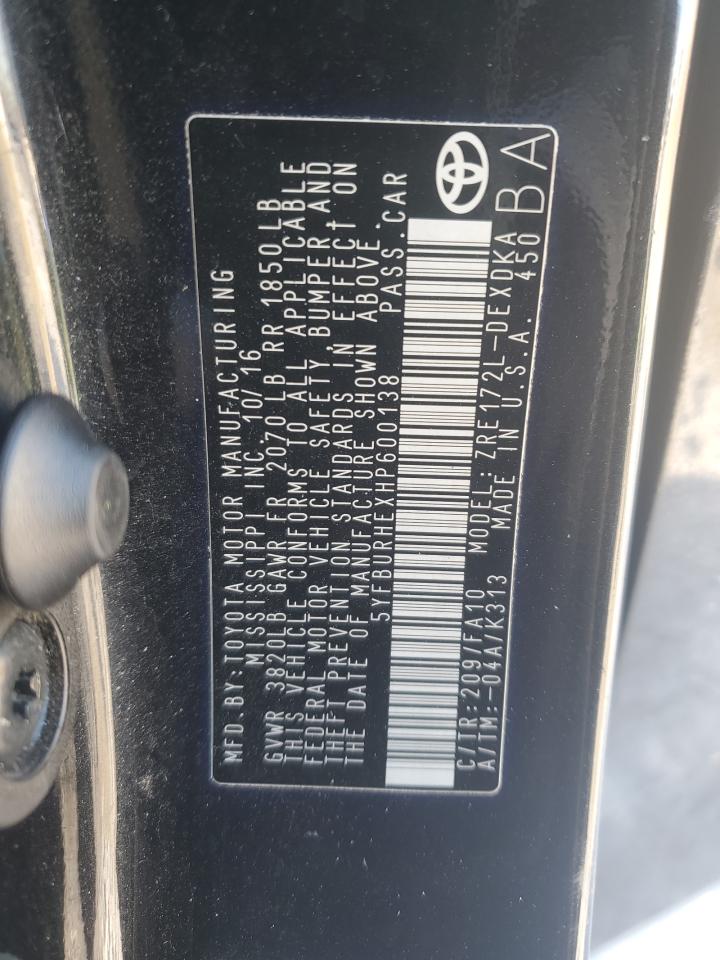 MFD.BY:TOYOTA MOTOR MANUFACTURING
MISSISSIPPI INC. 10/16
GVWR 3820LB GAWR FR 2070 LB RR 1850 LB
THIS VEHICLE CONFORMS TO ALL APPLICABLE
FEDERAL MOTOR VEHICLE SAFETY, BUMPER, AND
THEFT PREVENTION STANDARDS IN EFFECT ON
THE DATE OF MANUFACTURE SHOWN ABOVE.
5YFBURHEXHP600138 PASS.CAR
C/TR:209/FA10 MODEL:ZRE172L-DEXDKA
A/TM:-04A/K313 MADE IN U.S.A. 450
BA